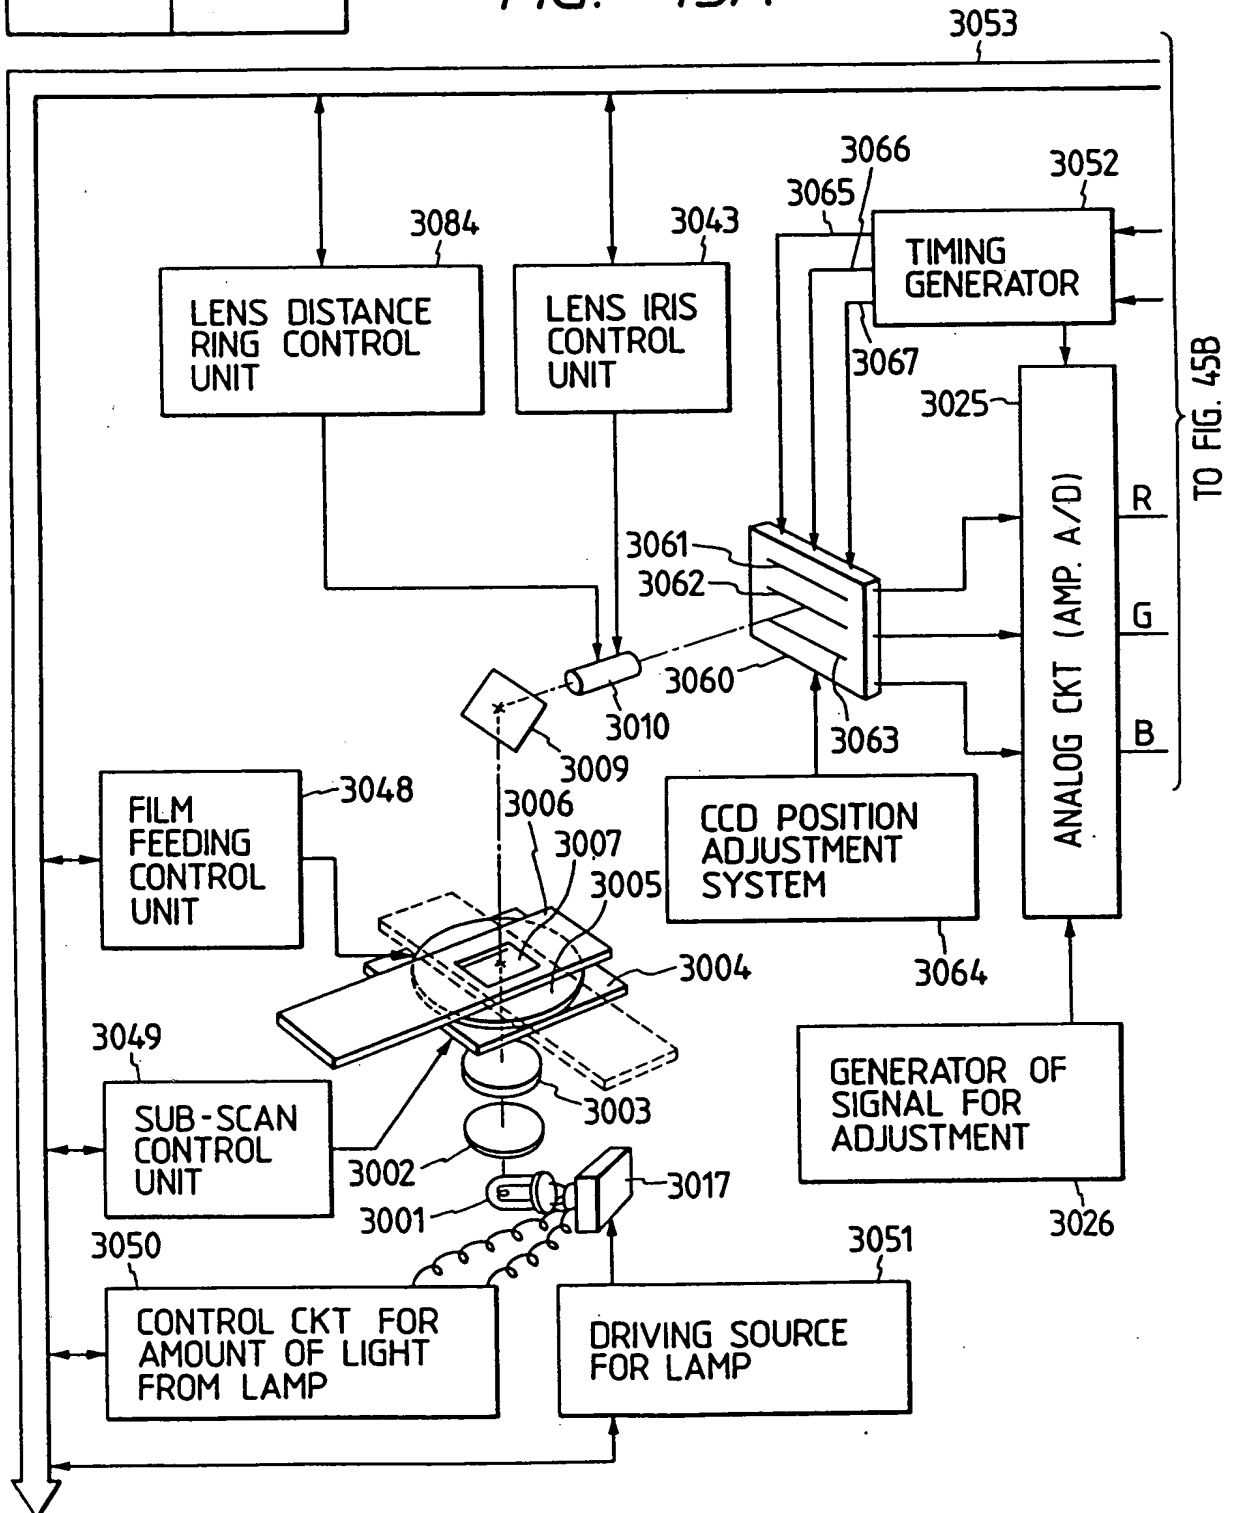 3053
3066
3065
3052
3084
3043
TIMING
GENERATOR
LENS DISTANCE
RING CONTROL
UNIT
LENS IRIS
CONTROL
UNIT
3067
3025
TO FIG. 45B
R
3061
3062
ANALOG CKT (AMP. A/D)
G
3060
3010
3063
B
3009
3048
3006
FILM
FEEDING
CONTROL
UNIT
3007
3005
CCD POSITION
ADJUSTMENT
SYSTEM
3004
3064
3049
SUB-SCAN
CONTROL
UNIT
3003
GENERATOR OF
SIGNAL FOR
ADJUSTMENT
3002
3017
3001
3026
3050
3051
CONTROL CKT FOR
AMOUNT OF LIGHT
FROM LAMP
DRIVING SOURCE
FOR LAMP